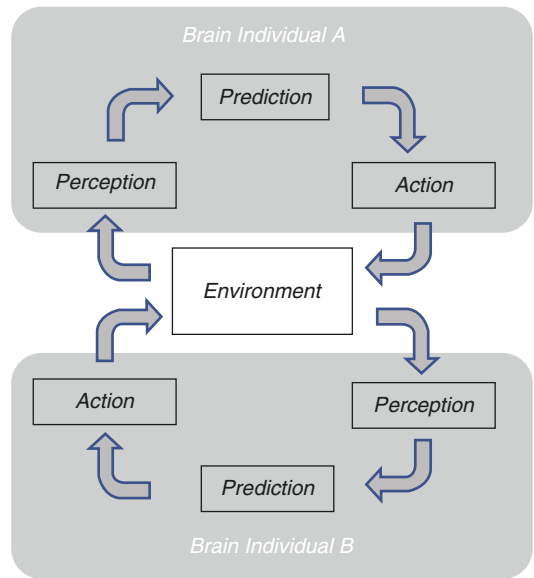 Brain Individual A
Prediction
Perception
Action
Environment
Action
Perception
Prediction
Brain Individual B